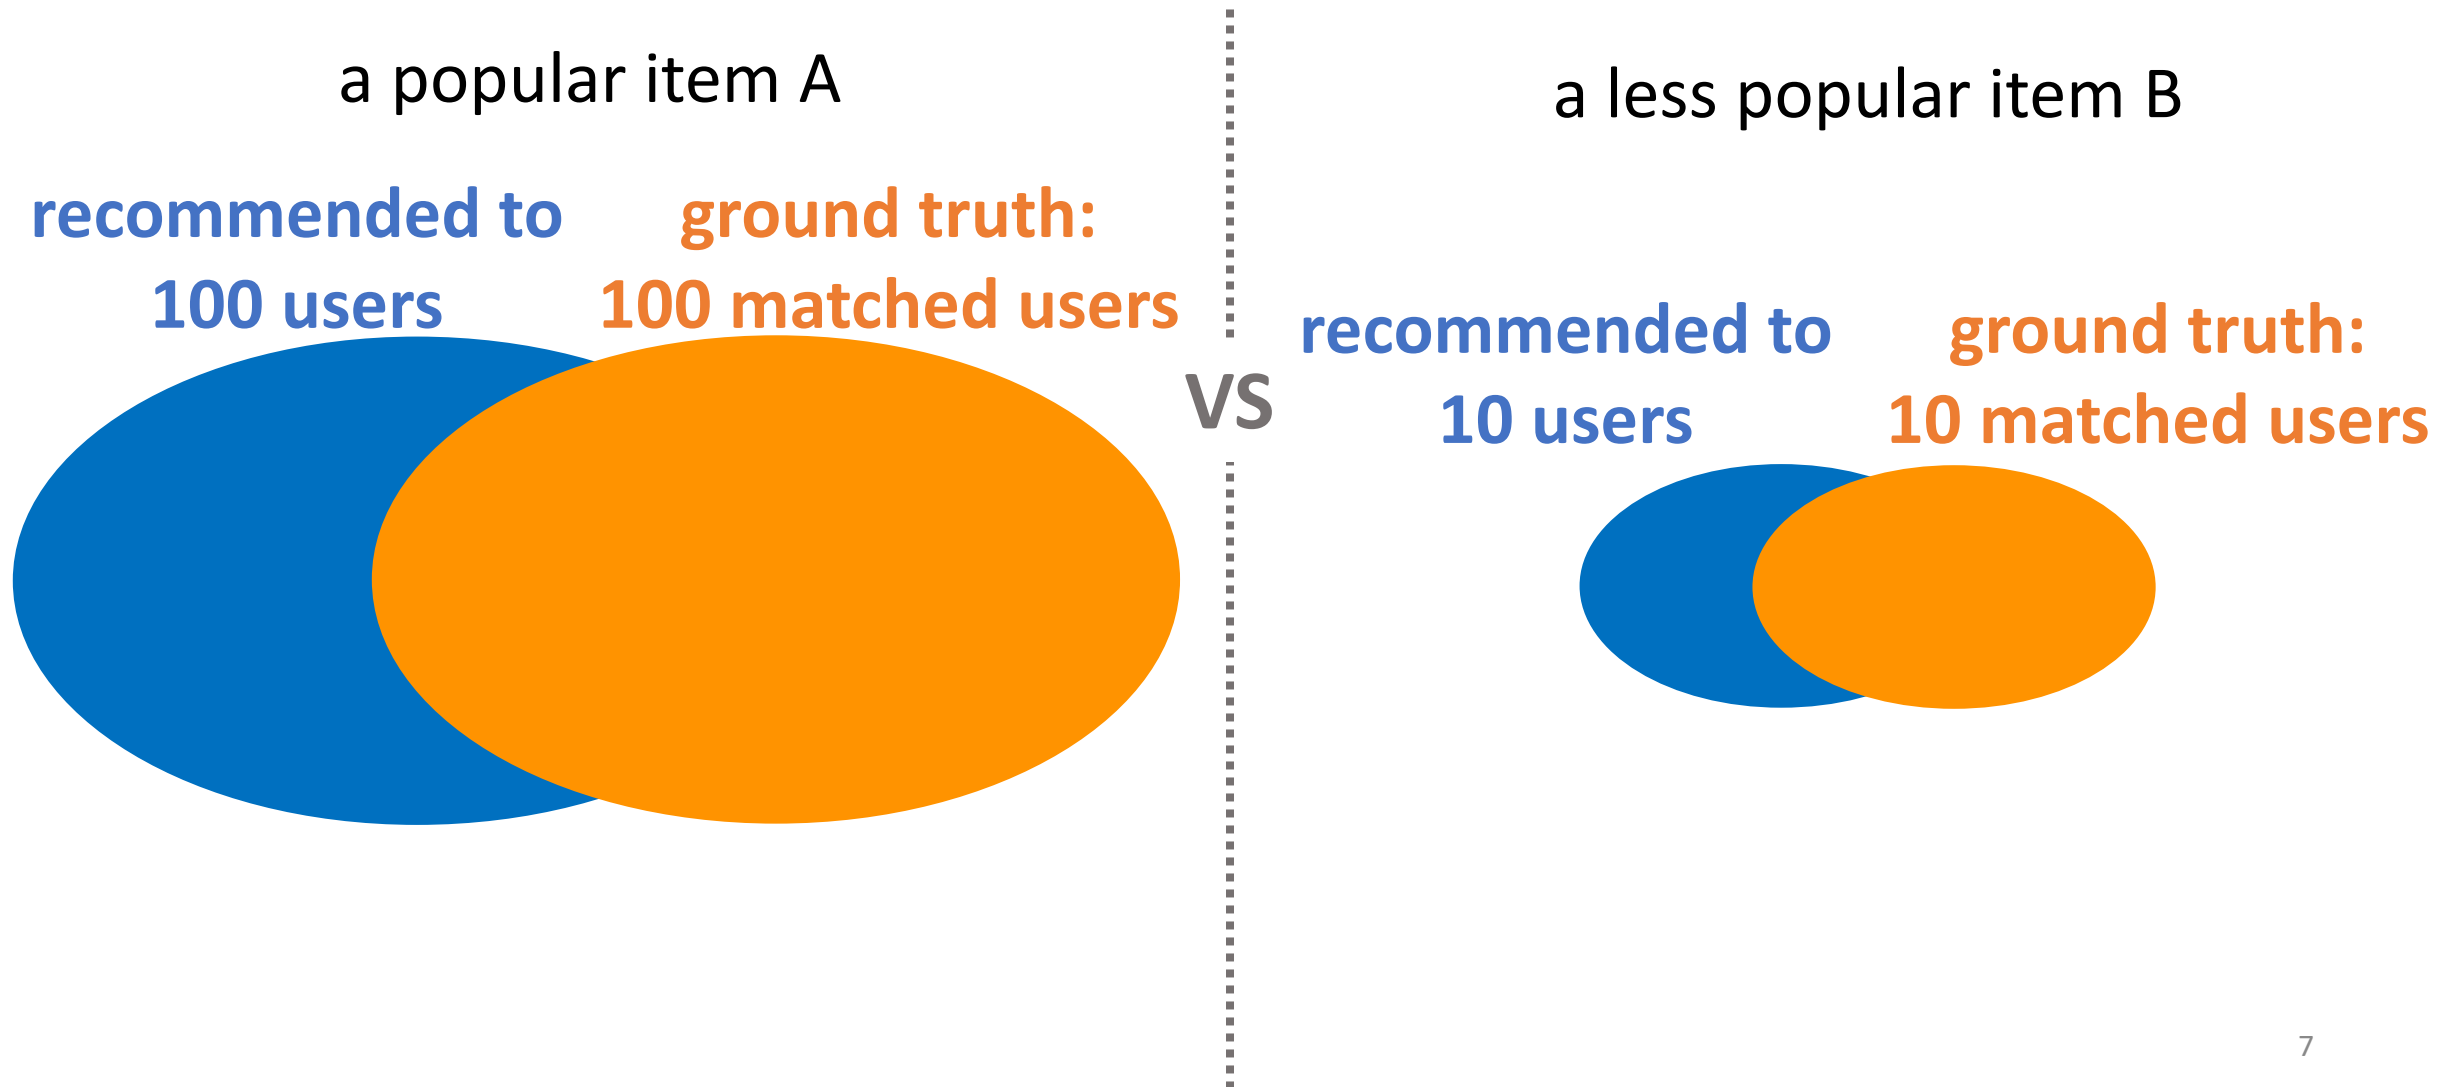 a popular item A
recommended to
100 users
ground truth:
100 matched users
VS
a less popular item B
recommended to
10 users
ground truth:
10 matched users
7